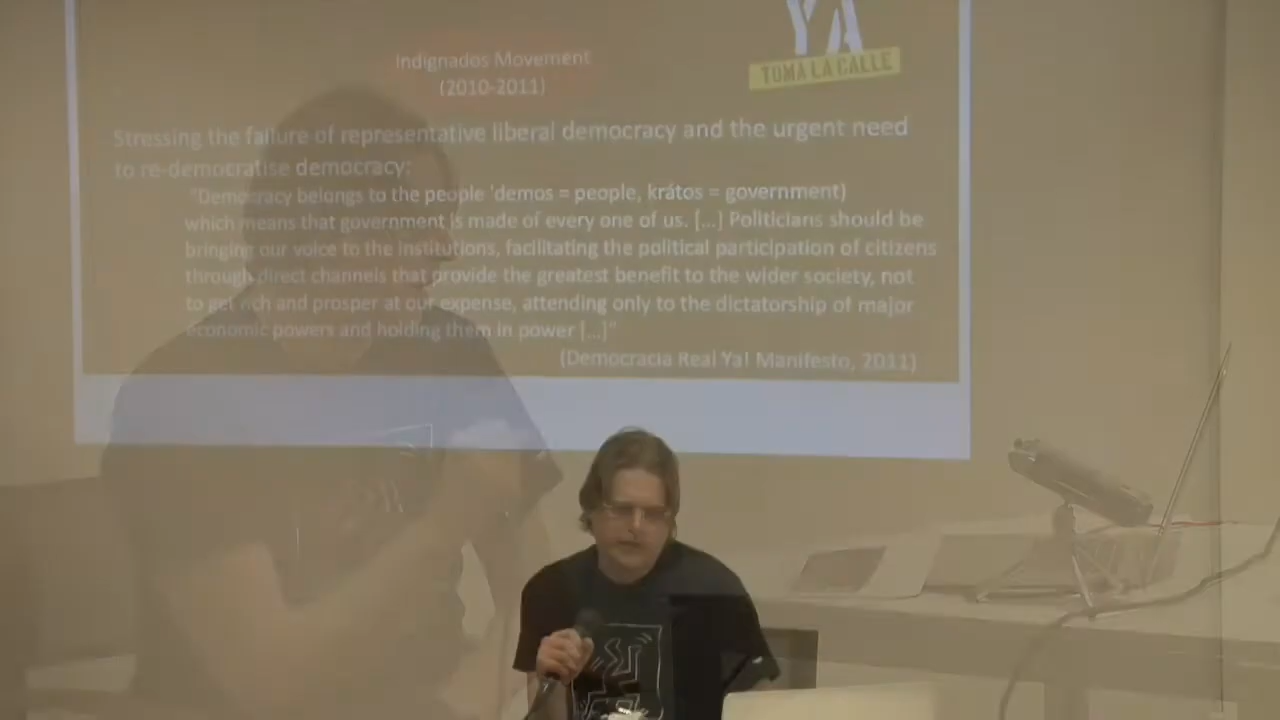 YA
TOMA LA CALLE
Indignados Movement
(2010-2011)
Stressing the failure of representative liberal democracy and the urgent need
to re-democratise democracy:
"Democracy belongs to the people 'demos = people, krátos = government)
which means that government is made of every one of us. [...] Politicians should be
bringing our voice to the institutions, facilitating the political participation of citizens
through direct channels that provide the greatest benefit to the wider society, not
to get rich and prosper at our expense, attending only to the dictatorship of major
economic powers and holding them in power [...]"
(Democracia Real Ya! Manifesto, 2011)